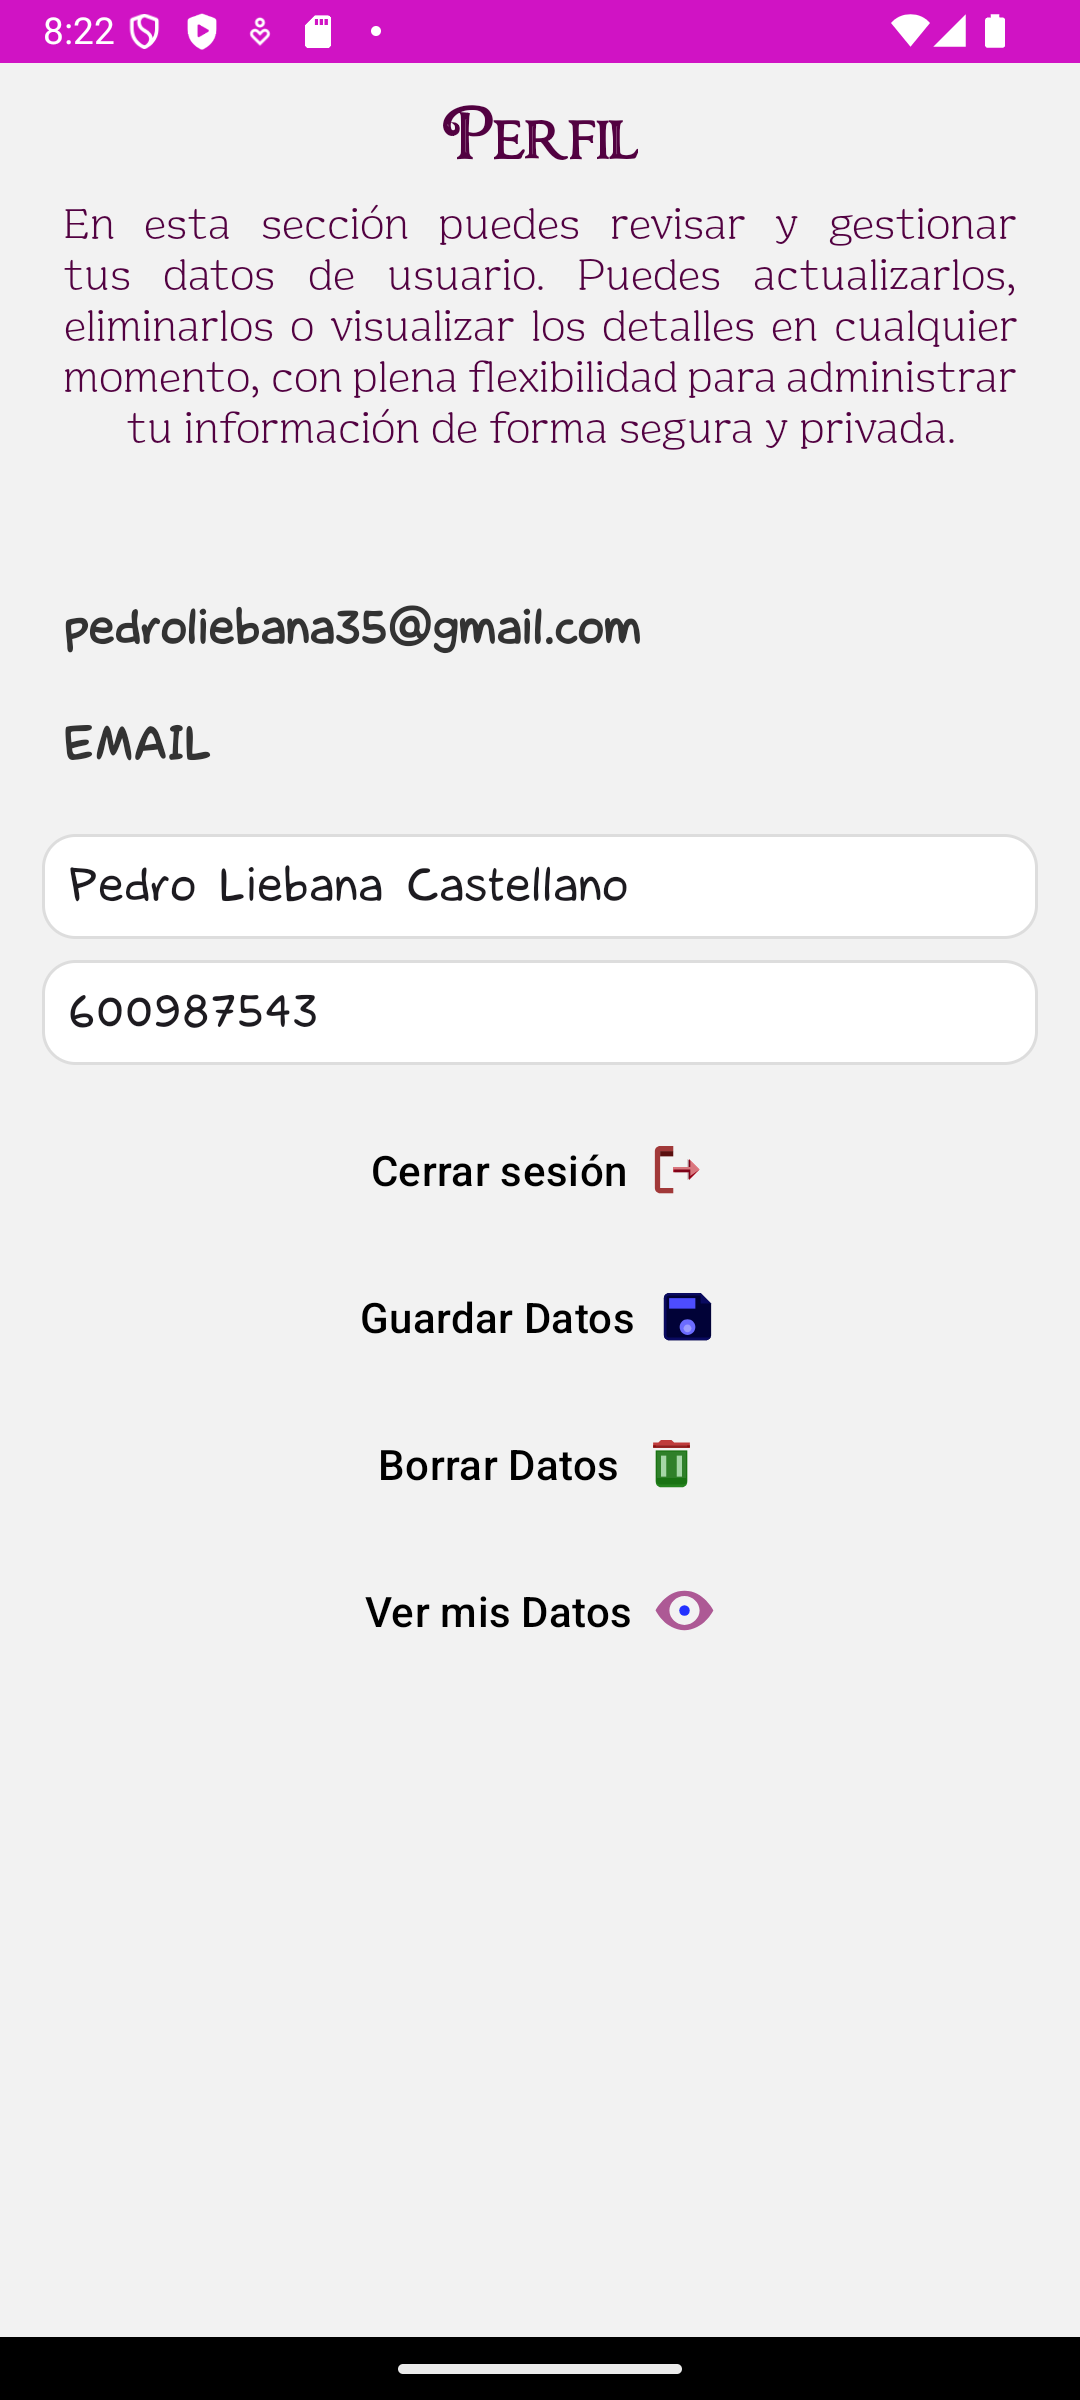 8:22
Perfil
En esta sección puedes revisar y gestionar
tus datos de usuario. Puedes actualizarlos,
eliminarlos o visualizar los detalles en cualquier
momento, con plena flexibilidad para administrar
tu información de forma segura y privada.
pedroliebana35@gmail.com
EMAIL
Pedro Liebana Castellano
600987543
Cerrar sesión
Guardar Datos
Borrar Datos
Ver mis Datos